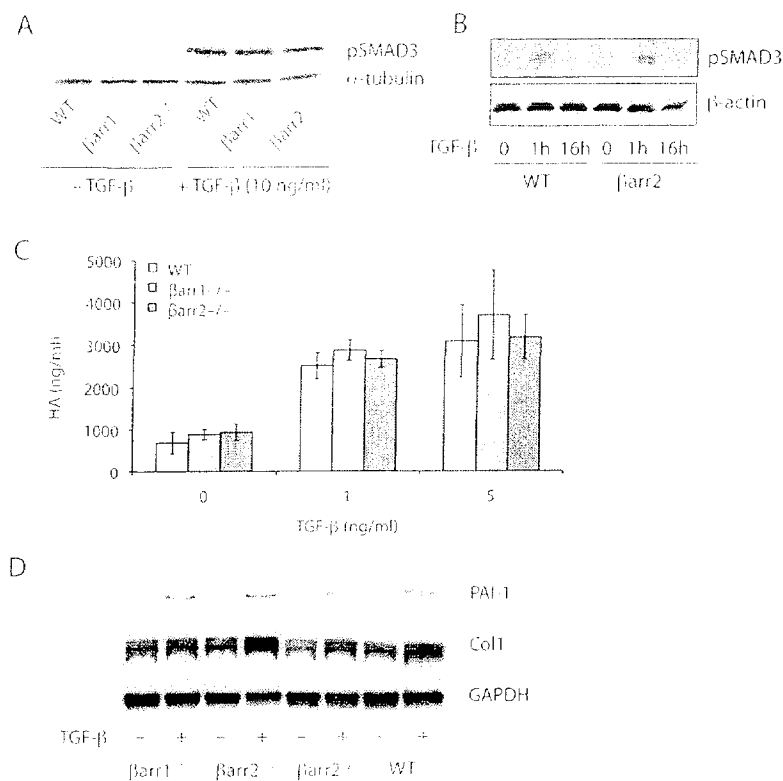 A
pSMAD3
α-tubulin
WT
βarr1
βarr2
WT
βarr1
βarr2
– TGF-β
+ TGF-β (10 ng/ml)
B
pSMAD3
β-actin
TGF-β 0 1h 16h 0 1h 16h
WT βarr2
C
HA (ng/ml)
5000
4000
3000
2000
1000
0
WT
βarr1-/-
βarr2-/-
0 1 5
TGF-β (ng/ml)
D
PAI-1
Col1
GAPDH
TGF-β – + – + – + – +
βarr1 βarr2 βarr2 WT